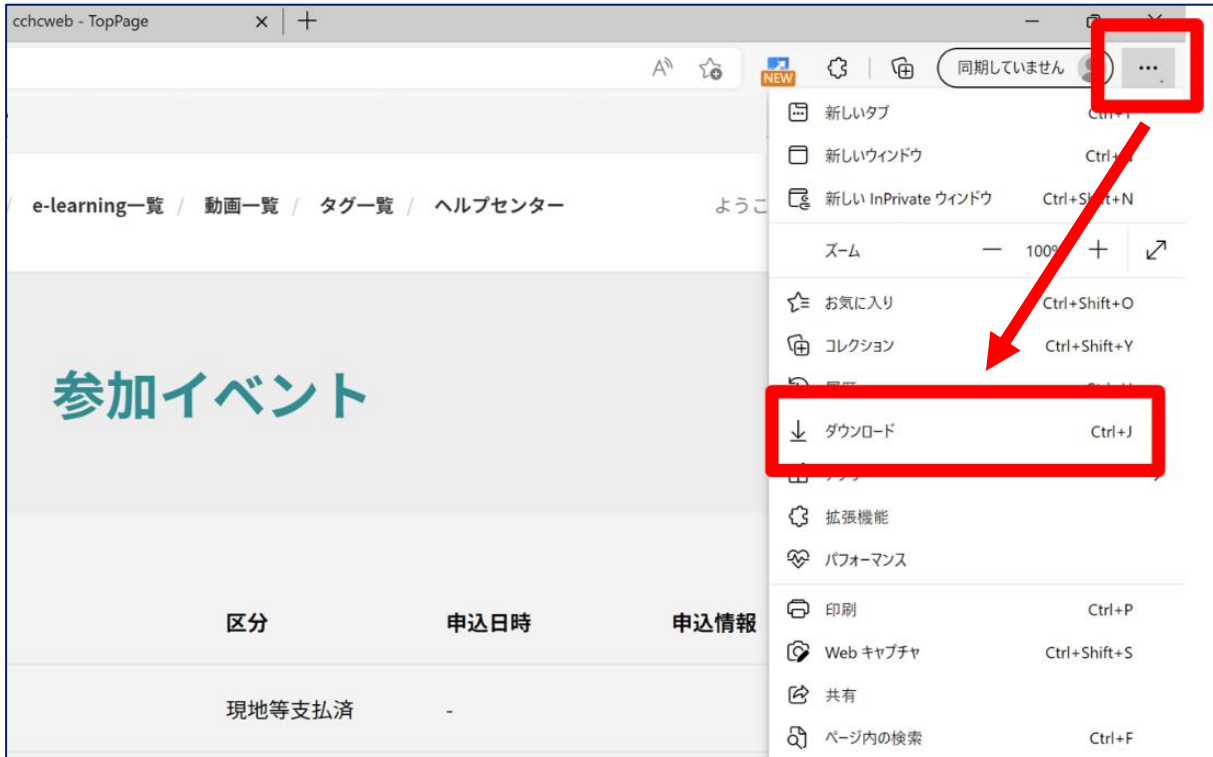 cchcweb - TopPage
NEW
同期していません
新しいタブ
新しいウィンドウ
e-learning一覧 / 動画一覧 / タグ一覧 / ヘルプセンター
ようこ
新しい InPrivate ウィンドウ Ctrl+Shift+N
ズーム 100%
お気に入り Ctrl+Shift+O
コレクション Ctrl+Shift+Y
参加イベント
ダウンロード Ctrl+J
拡張機能
パフォーマンス
区分 申込日時 申込情報
印刷 Ctrl+P
Web キャプチャ Ctrl+Shift+S
共有
現地等支払済 -
ページ内の検索 Ctrl+F